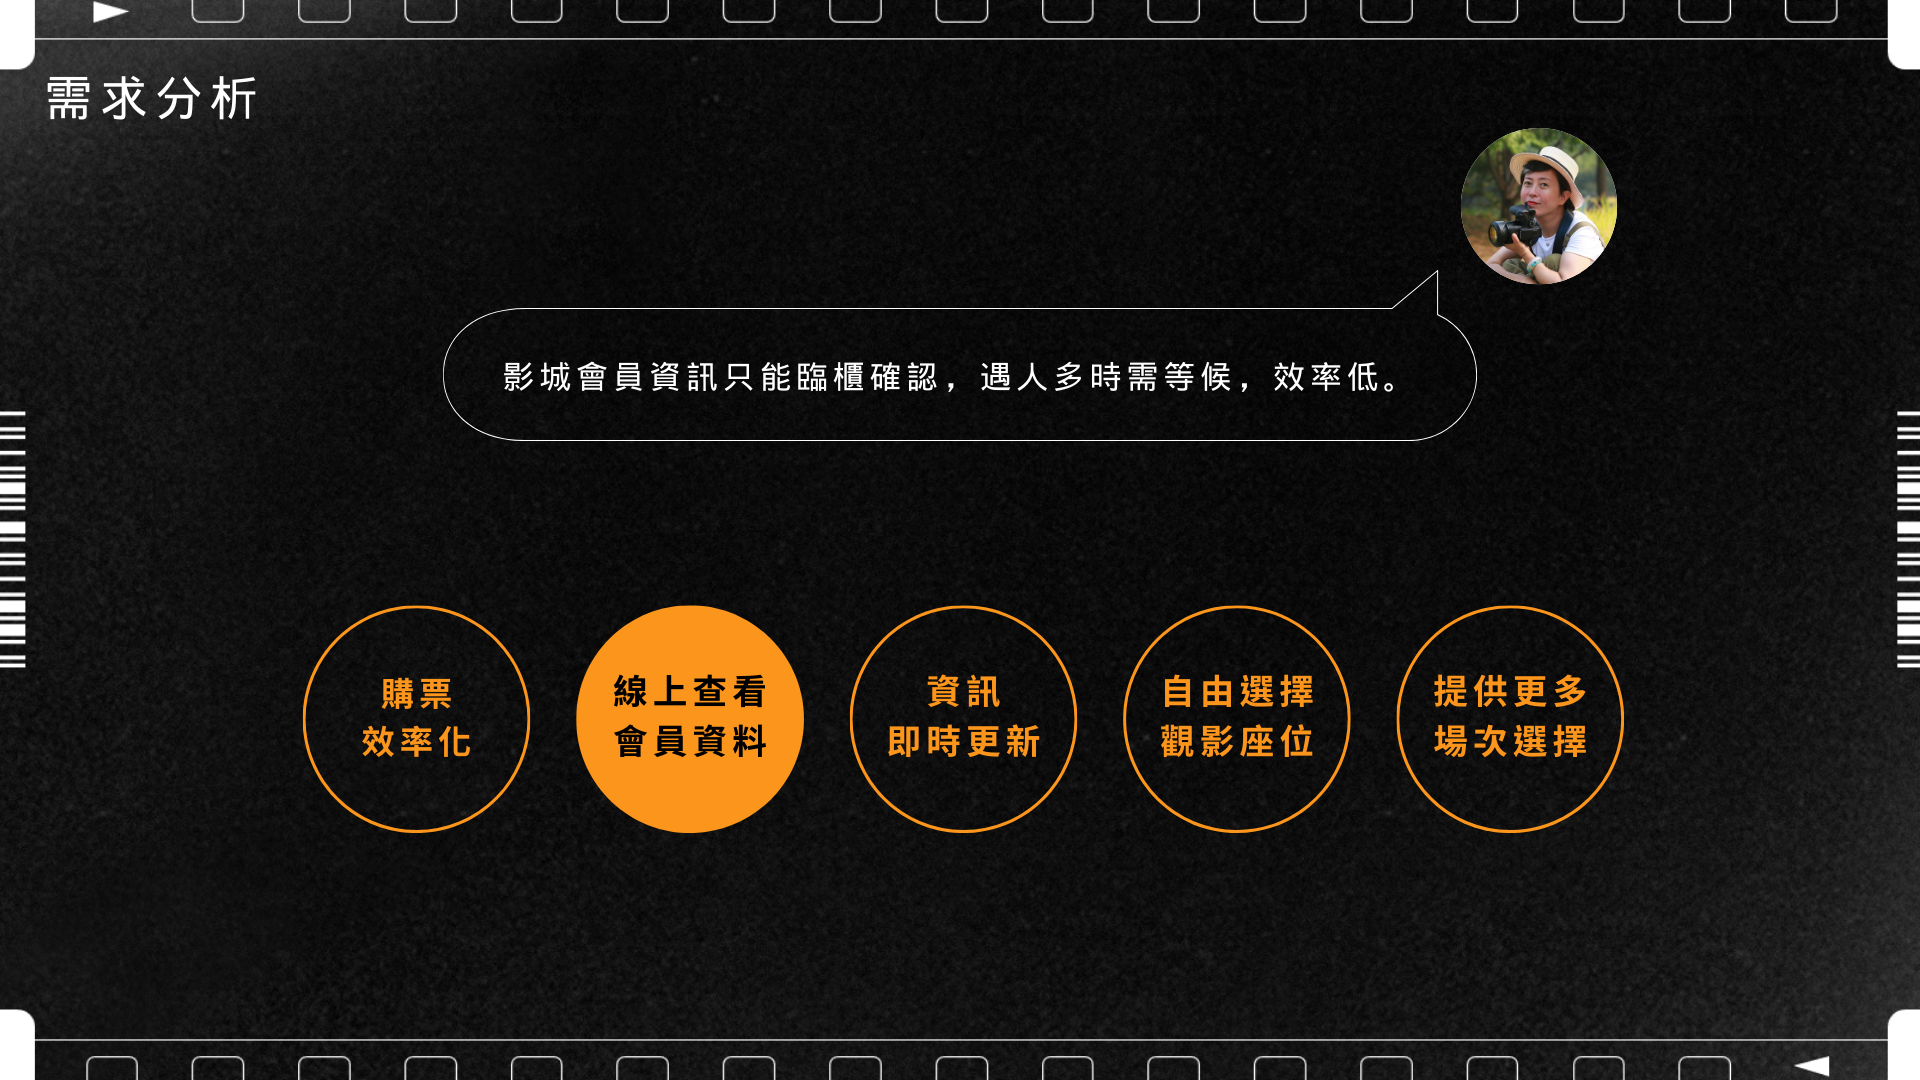 需求分析
影城會員資訊只能臨櫃確認，遇人多時需等候，效率低。
購票
效率化
線上查看
會員資料
資訊
即時更新
自由選擇
觀影座位
提供更多
場次選擇